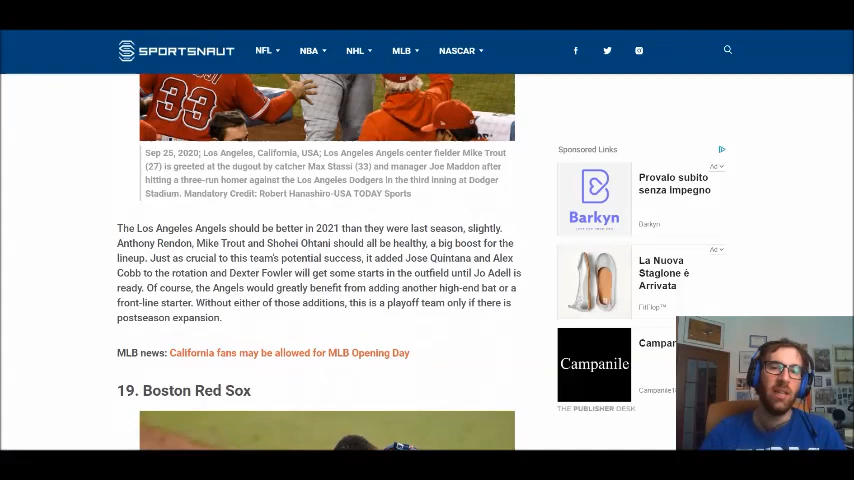 SPORTSNAUT
NFL NBA NHL MLB NASCAR
33
Sep 25, 2020; Los Angeles, California, USA; Los Angeles Angels center fielder Mike Trout
(27) is greeted at the dugout by catcher Max Stassi (33) and manager Joe Maddon after
hitting a three-run homer against the Los Angeles Dodgers in the third inning at Dodger
Stadium. Mandatory Credit: Robert Hanashiro-USA TODAY Sports
The Los Angeles Angels should be better in 2021 than they were last season, slightly.
Anthony Rendon, Mike Trout and Shohei Ohtani should all be healthy, a big boost for the
lineup. Just as crucial to this team's potential success, it added Jose Quintana and Alex
Cobb to the rotation and Dexter Fowler will get some starts in the outfield until Jo Adell is
ready. Of course, the Angels would greatly benefit from adding another high-end bat or a
front-line starter. Without either of those additions, this is a playoff team only if there is
postseason expansion.
MLB news: California fans may be allowed for MLB Opening Day
19. Boston Red Sox
Sponsored Links
Ad
Provalo subito
senza impegno
Barkyn
Barkyn
Ad
La Nuova
Stagione è
Arrivata
FitFlop™
Campanile
Campa
Campanile
THE PUBLISHER DESK